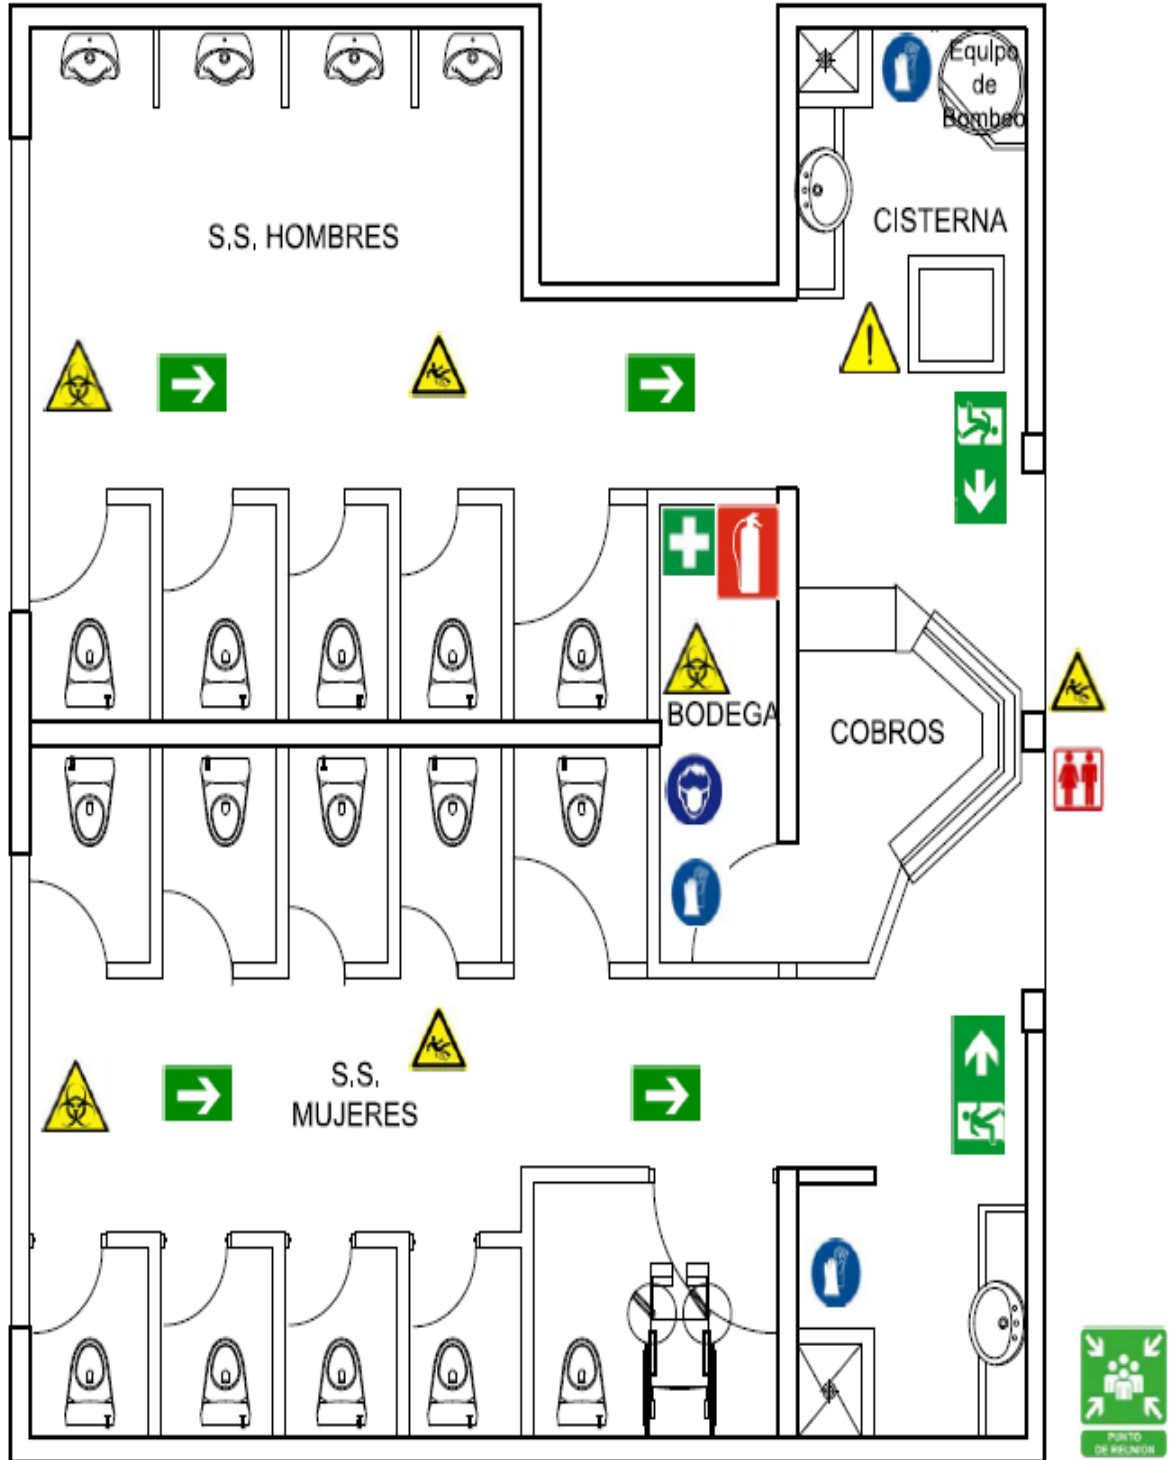 Equipo
de
Bombeo
S.S. HOMBRES
CISTERNA
BODEGA
COBROS
S.S.
MUJERES
PUNTO
DE REUNION